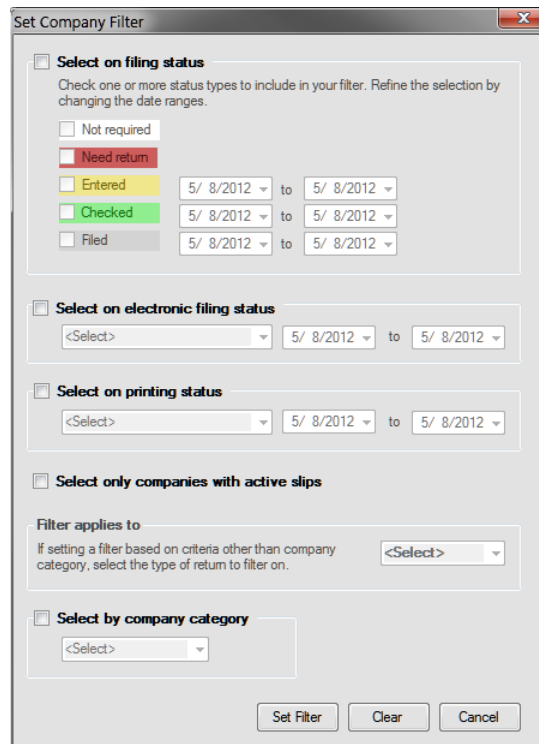 Set Company Filter
Select on filing status
Check one or more status types to include in your filter. Refine the selection by
changing the date ranges.
Not required
Need return
Entered 5/ 8/2012 to 5/ 8/2012
Checked 5/ 8/2012 to 5/ 8/2012
Filed 5/ 8/2012 to 5/ 8/2012
Select on electronic filing status
<Select> 5/ 8/2012 to 5/ 8/2012
Select on printing status
<Select> 5/ 8/2012 to 5/ 8/2012
Select only companies with active slips
Filter applies to
If setting a filter based on criteria other than company
category, select the type of return to filter on.
<Select>
Select by company category
<Select>
Set Filter Clear Cancel